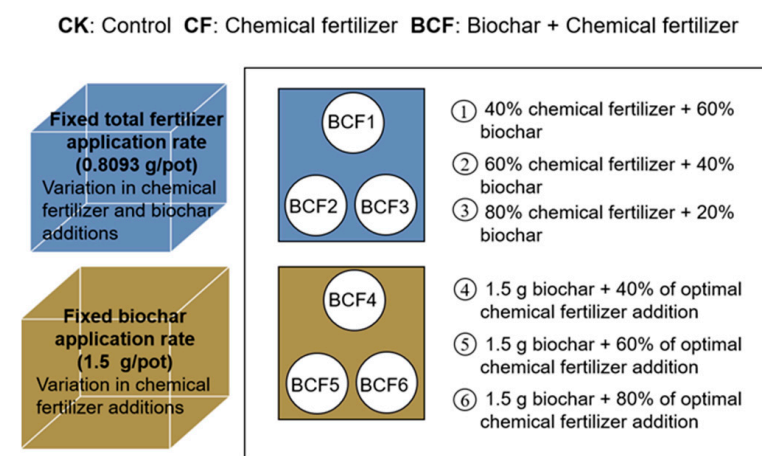 CK: Control CF: Chemical fertilizer BCF: Biochar + Chemical fertilizer
Fixed total fertilizer
application rate
(0.8093 g/pot)
Variation in chemical
fertilizer and biochar
additions
BCF1
BCF2 BCF3
① 40% chemical fertilizer + 60%
biochar
② 60% chemical fertilizer + 40%
biochar
③ 80% chemical fertilizer + 20%
biochar
Fixed biochar
application rate
(1.5 g/pot)
Variation in chemical
fertilizer additions
BCF4
BCF5 BCF6
④ 1.5 g biochar + 40% of optimal
chemical fertilizer addition
⑤ 1.5 g biochar + 60% of optimal
chemical fertilizer addition
⑥ 1.5 g biochar + 80% of optimal
chemical fertilizer addition